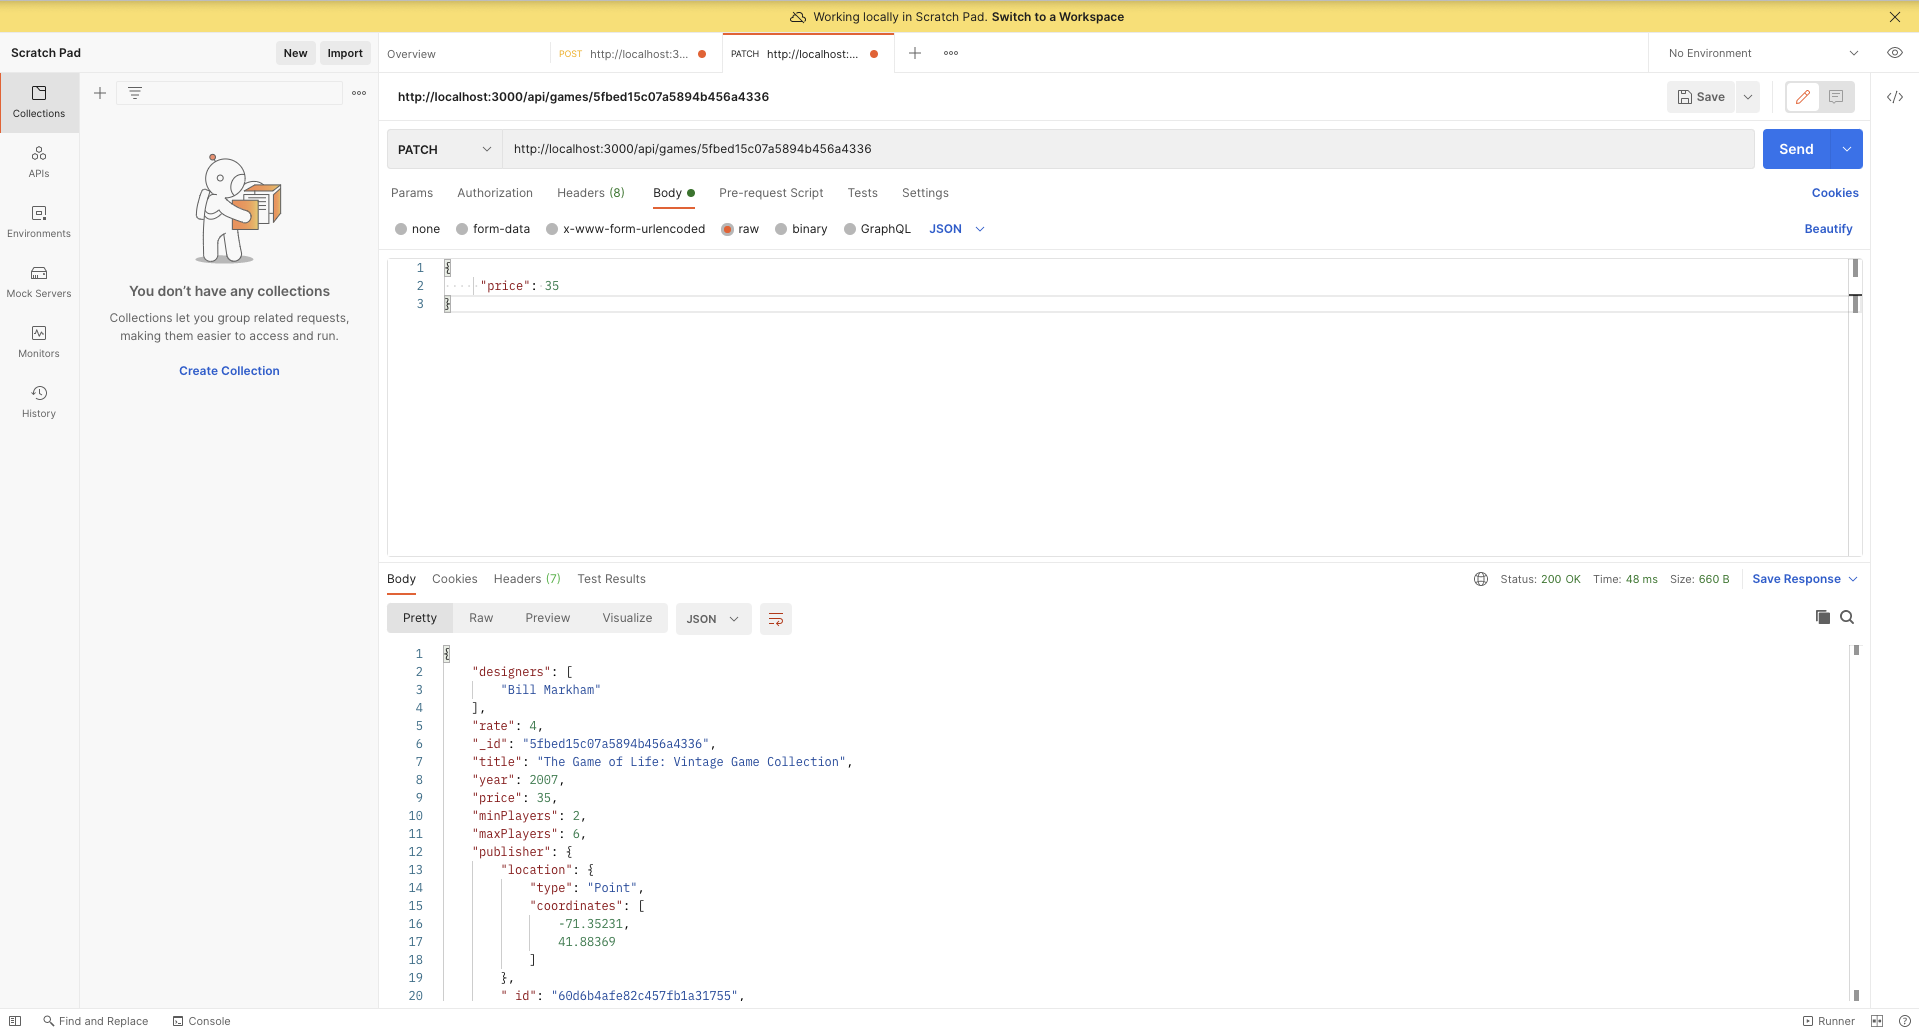 Working locally in Scratch Pad. Switch to a Workspace
Scratch Pad
New
Import
Overview
POST http://localhost:3...
PATCH http://localhost:...
No Environment
Collections
APIs
Environments
Mock Servers
Monitors
History
You don’t have any collections
Collections let you group related requests,
making them easier to access and run.
Create Collection
http://localhost:3000/api/games/5fbed15c07a5894b456a4336
Save
PATCH
http://localhost:3000/api/games/5fbed15c07a5894b456a4336
Send
Params Authorization Headers (8) Body Pre-request Script Tests Settings
Cookies
none form-data x-www-form-urlencoded raw binary GraphQL JSON
Beautify
1 {
2 "price": 35
3 }
Body Cookies Headers (7) Test Results
Status: 200 OK Time: 48 ms Size: 660 B
Save Response
Pretty Raw Preview Visualize JSON
1 {
2 "designers": [
3 "Bill Markham"
4 ],
5 "rate": 4,
6 "_id": "5fbed15c07a5894b456a4336",
7 "title": "The Game of Life: Vintage Game Collection",
8 "year": 2007,
9 "price": 35,
10 "minPlayers": 2,
11 "maxPlayers": 6,
12 "publisher": {
13 "location": {
14 "type": "Point",
15 "coordinates": [
16 -71.35231,
17 41.88369
18 ]
19 },
20 "_id": "60d6b4afe82c457fb1a31755",
Find and Replace
Console
Runner